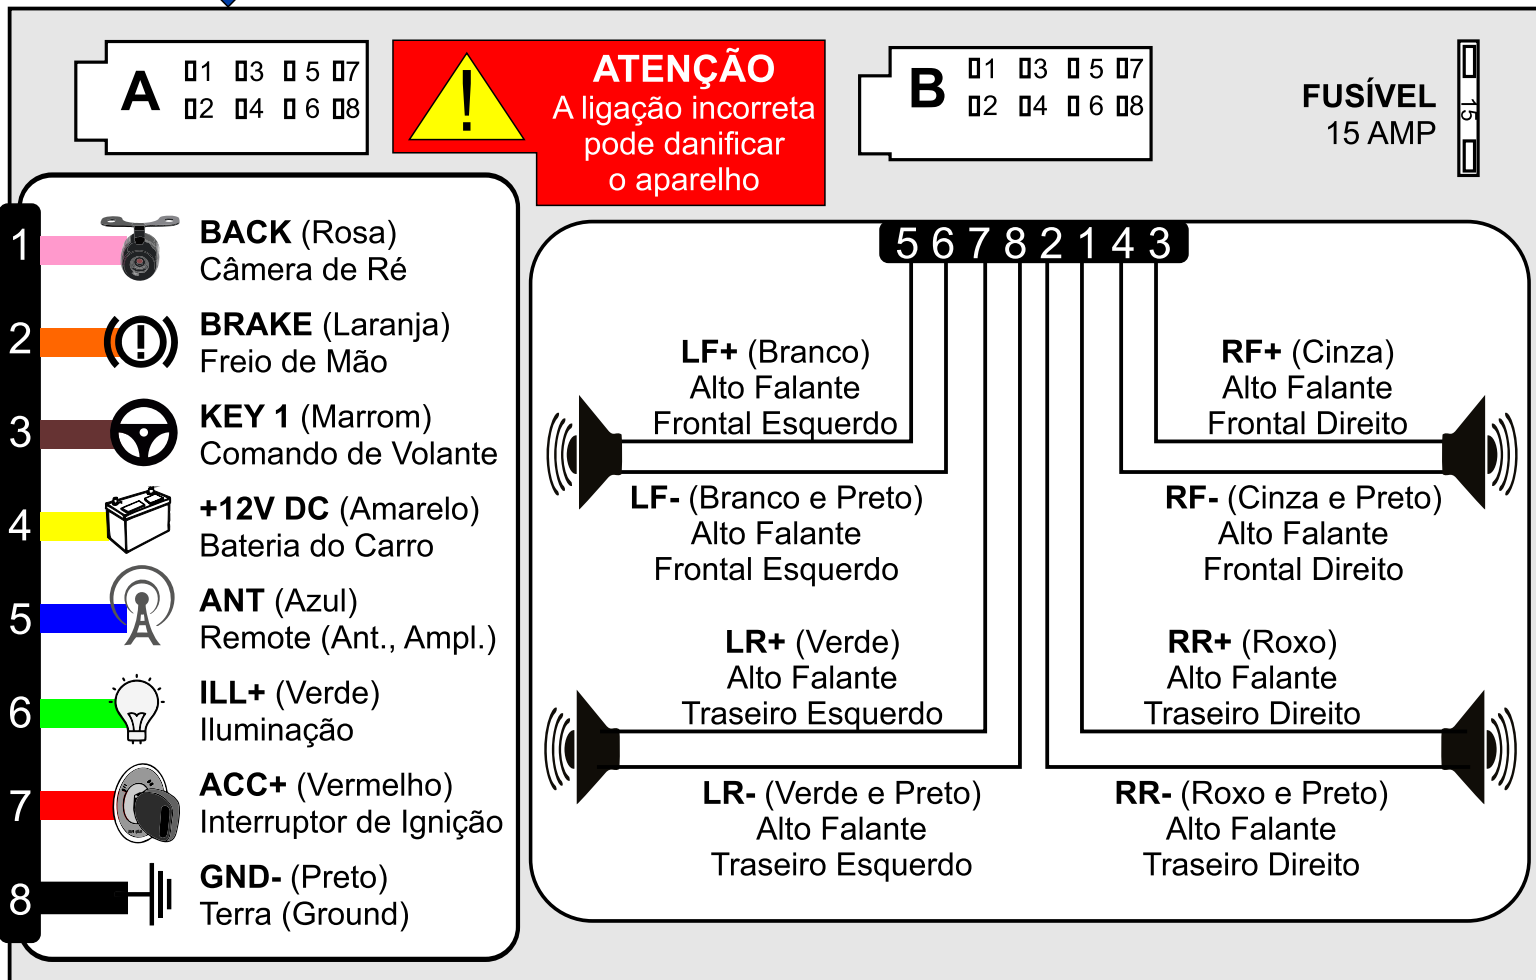 A
1 3 5 7
2 4 6 8
ATENÇÃO
A ligação incorreta
pode danificar
o aparelho
B
1 3 5 7
2 4 6 8
FUSÍVEL
15 AMP
15
1
BACK (Rosa)
Câmera de Ré
2
BRAKE (Laranja)
Freio de Mão
3
KEY 1 (Marrom)
Comando de Volante
4
+12V DC (Amarelo)
Bateria do Carro
5
ANT (Azul)
Remote (Ant., Ampl.)
6
ILL+ (Verde)
Iluminação
7
ACC+ (Vermelho)
Interruptor de Ignição
8
GND- (Preto)
Terra (Ground)
5 6 7 8 2 1 4 3
LF+ (Branco)
Alto Falante
Frontal Esquerdo
LF- (Branco e Preto)
Alto Falante
Frontal Esquerdo
RF+ (Cinza)
Alto Falante
Frontal Direito
RF- (Cinza e Preto)
Alto Falante
Frontal Direito
LR+ (Verde)
Alto Falante
Traseiro Esquerdo
LR- (Verde e Preto)
Alto Falante
Traseiro Esquerdo
RR+ (Roxo)
Alto Falante
Traseiro Direito
RR- (Roxo e Preto)
Alto Falante
Traseiro Direito